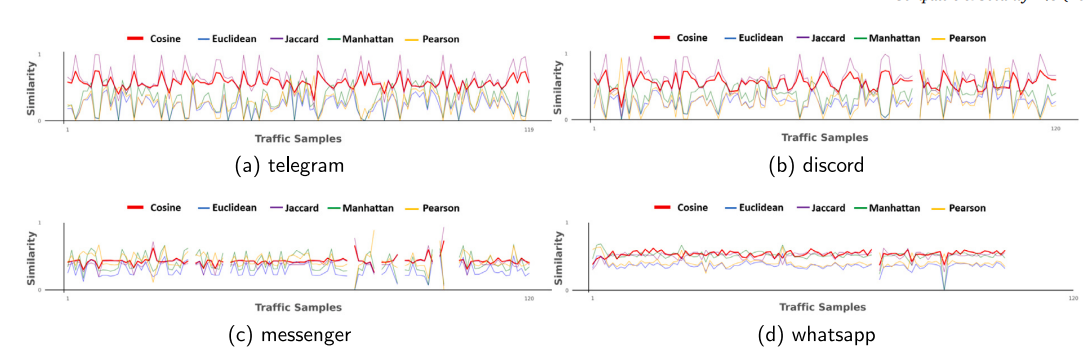 Cosine Euclidean Jaccard Manhattan Pearson
1
Similarity
0
1 119
Traffic Samples
(a) telegram
Cosine Euclidean Jaccard Manhattan Pearson
1
Similarity
0
1 120
Traffic Samples
(b) discord
Cosine Euclidean Jaccard Manhattan Pearson
1
Similarity
0
1 120
Traffic Samples
(c) messenger
Cosine Euclidean Jaccard Manhattan Pearson
1
Similarity
0
1 120
Traffic Samples
(d) whatsapp